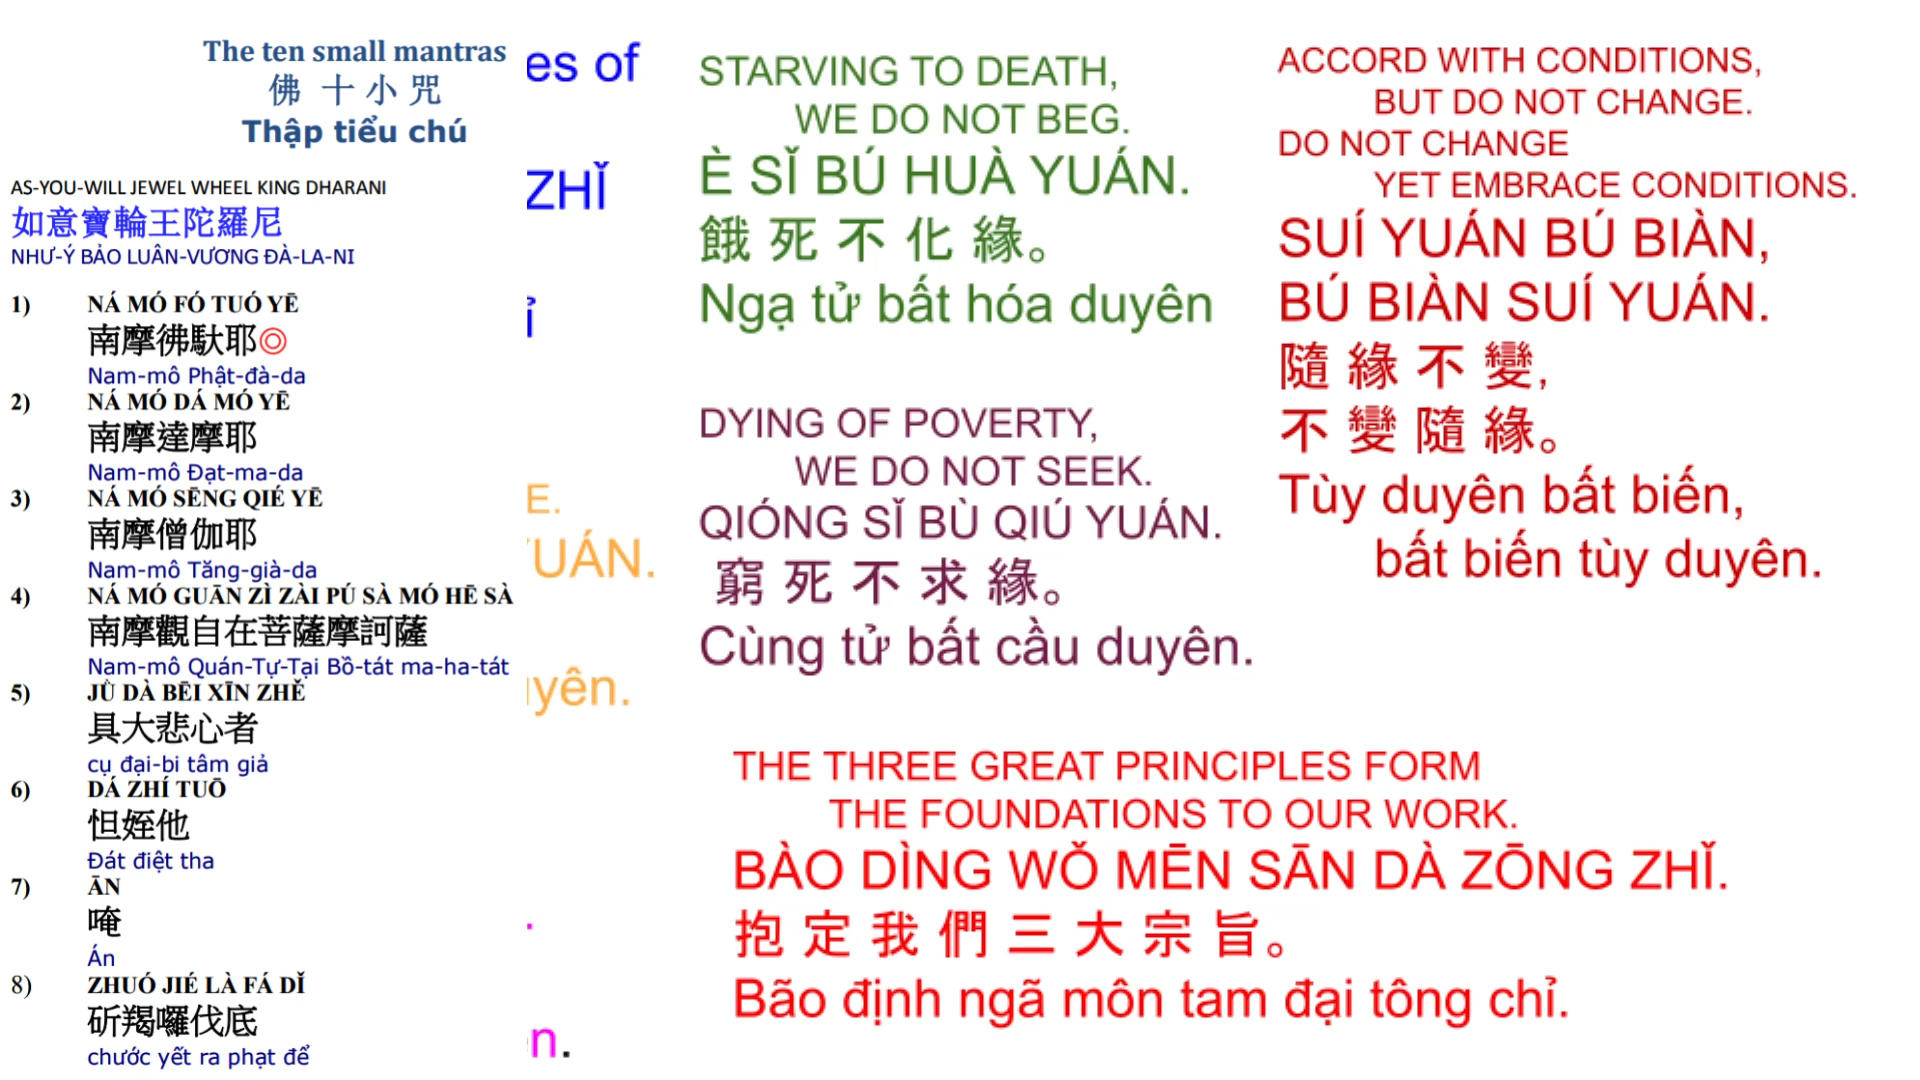 The ten small mantras
佛 十 小 咒
Thập tiểu chú
AS-YOU-WILL JEWEL WHEEL KING DHARANI
如意寶輪王陀羅尼
NHƯ-Ý BẢO LUÂN-VƯƠNG ĐÀ-LA-NI
1) NÁ MÓ FÓ TUÓ YĒ
南摩彿馱耶◎
Nam-mô Phật-đà-da
2) NÁ MÓ DÁ MÓ YĒ
南摩達摩耶
Nam-mô Đạt-ma-da
3) NÁ MÓ SĒNG QIÉ YĒ
南摩僧伽耶
Nam-mô Tăng-già-da
4) NÁ MÓ GUĀN ZÌ ZÀI PÚ SÀ MÓ HĒ SÀ
南摩觀自在菩薩摩訶薩
Nam-mô Quán-Tự-Tại Bồ-tát ma-ha-tát
5) JÙ DÀ BĒI XĪN ZHĚ
具大悲心者
cụ đại-bi tâm giả
6) DÁ ZHÍ TUŌ
怛姪他
Đát điệt tha
7) ĀN
唵
Án
8) ZHUÓ JIÉ LÀ FÁ DǏ
斫羯囉伐底
chước yết ra phạt để
es of
ZHǏ
E.
UÁN.
yên.
n.
STARVING TO DEATH,
WE DO NOT BEG.
È SǏ BÚ HUÀ YUÁN.
餓 死 不 化 緣。
Ngạ tử bất hóa duyên
DYING OF POVERTY,
WE DO NOT SEEK.
QIÓNG SǏ BÙ QIÚ YUÁN.
窮 死 不 求 緣。
Cùng tử bất cầu duyên.
ACCORD WITH CONDITIONS,
BUT DO NOT CHANGE.
DO NOT CHANGE
YET EMBRACE CONDITIONS.
SUÍ YUÁN BÚ BIÀN,
BÚ BIÀN SUÍ YUÁN.
隨 緣 不 變,
不 變 隨 緣。
Tùy duyên bất biến,
bất biến tùy duyên.
THE THREE GREAT PRINCIPLES FORM
THE FOUNDATIONS TO OUR WORK.
BÀO DÌNG WǑ MĒN SĀN DÀ ZŌNG ZHǏ.
抱 定 我 們 三 大 宗 旨。
Bão định ngã môn tam đại tông chỉ.